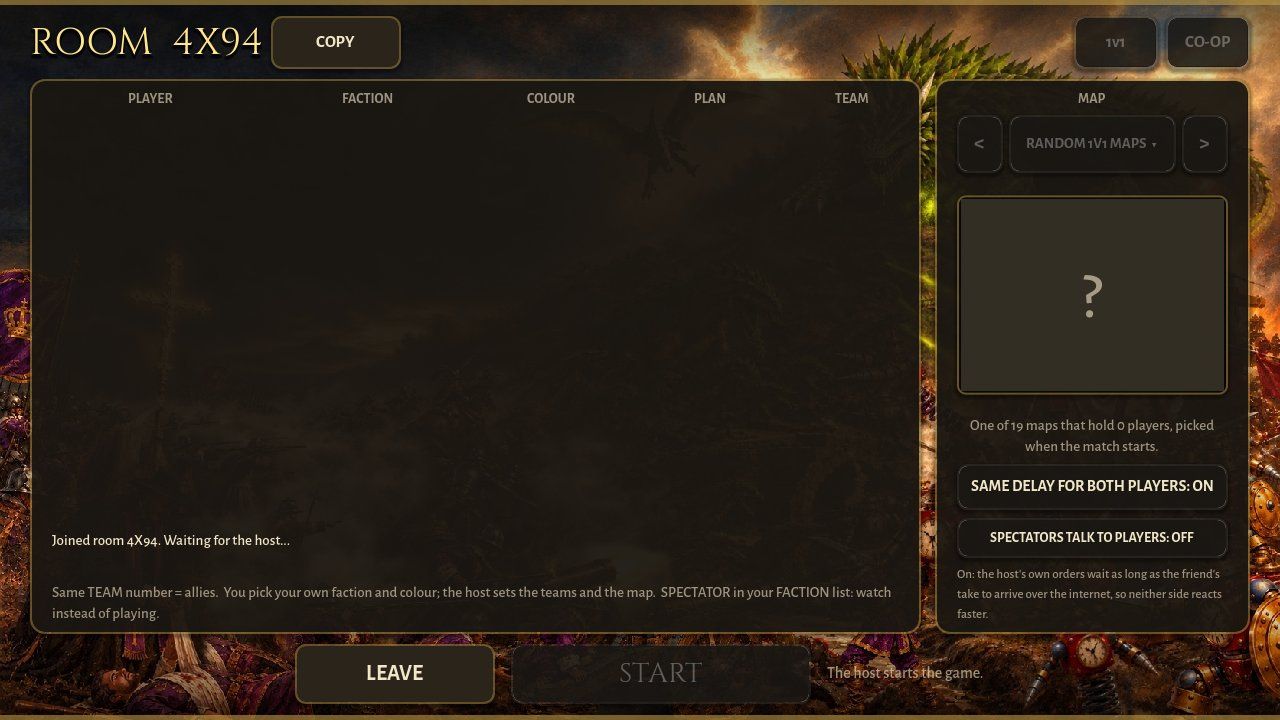 ROOM 4X94
COPY
1v1
CO-OP
PLAYER
FACTION
COLOUR
PLAN
TEAM
MAP
<
RANDOM 1V1 MAPS ▾
>
?
One of 19 maps that hold 0 players, picked
when the match starts.
SAME DELAY FOR BOTH PLAYERS: ON
SPECTATORS TALK TO PLAYERS: OFF
On: the host's own orders wait as long as the friend's
take to arrive over the internet, so neither side reacts
faster.
Joined room 4X94. Waiting for the host...
Same TEAM number = allies. You pick your own faction and colour; the host sets the teams and the map. SPECTATOR in your FACTION list: watch
instead of playing.
LEAVE
START
The host starts the game.